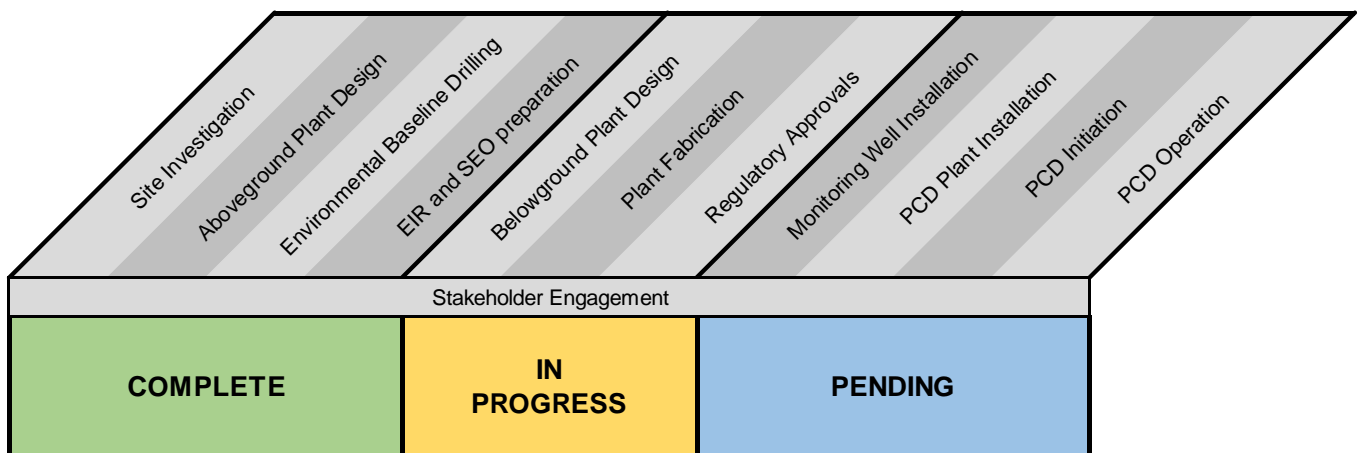 Site Investigation
Aboveground Plant Design
Environmental Baseline Drilling
EIR and SEO preparation
Belowground Plant Design
Plant Fabrication
Regulatory Approvals
Monitoring Well Installation
PCD Plant Installation
PCD Initiation
PCD Operation
Stakeholder Engagement
COMPLETE
IN
PROGRESS
PENDING